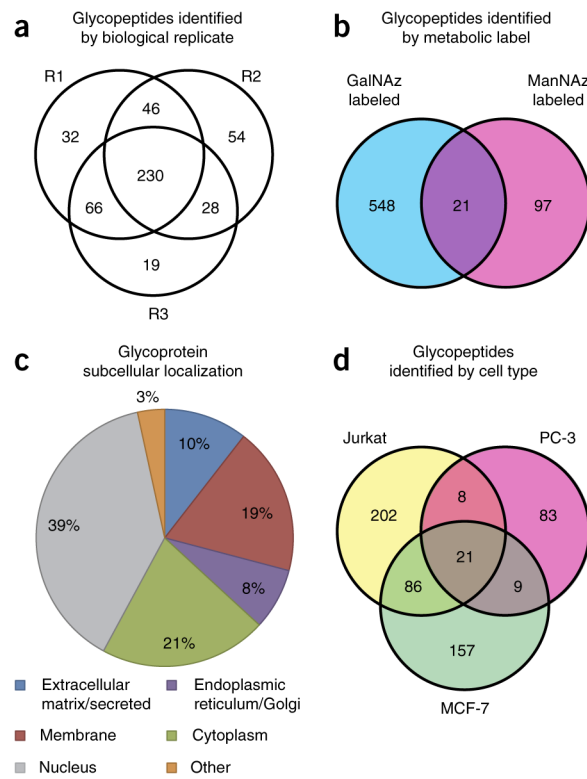 a
Glycopeptides identified
by biological replicate
R1
R2
46
32
54
230
66
28
19
R3
b
Glycopeptides identified
by metabolic label
GalNAz
labeled
ManNAz
labeled
548
21
97
c
Glycoprotein
subcellular localization
3%
10%
19%
39%
8%
21%
Extracellular
matrix/secreted
Endoplasmic
reticulum/Golgi
Membrane
Cytoplasm
Nucleus
Other
d
Glycopeptides
identified by cell type
Jurkat
PC-3
8
202
83
21
86
9
157
MCF-7